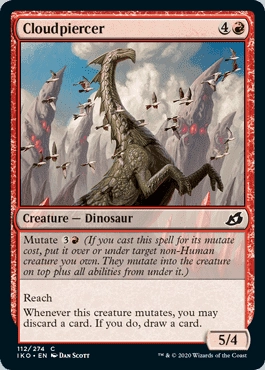 Cloudpiercer 4
Creature — Dinosaur
Mutate 3 (If you cast this spell for its mutate
cost, put it over or under target non-Human
creature you own. They mutate into the creature
on top plus all abilities from under it.)
Reach
Whenever this creature mutates, you may
discard a card. If you do, draw a card.
5/4
112/274 C
IKO • EN DAN SCOTT
™ & © 2020 Wizards of the Coast